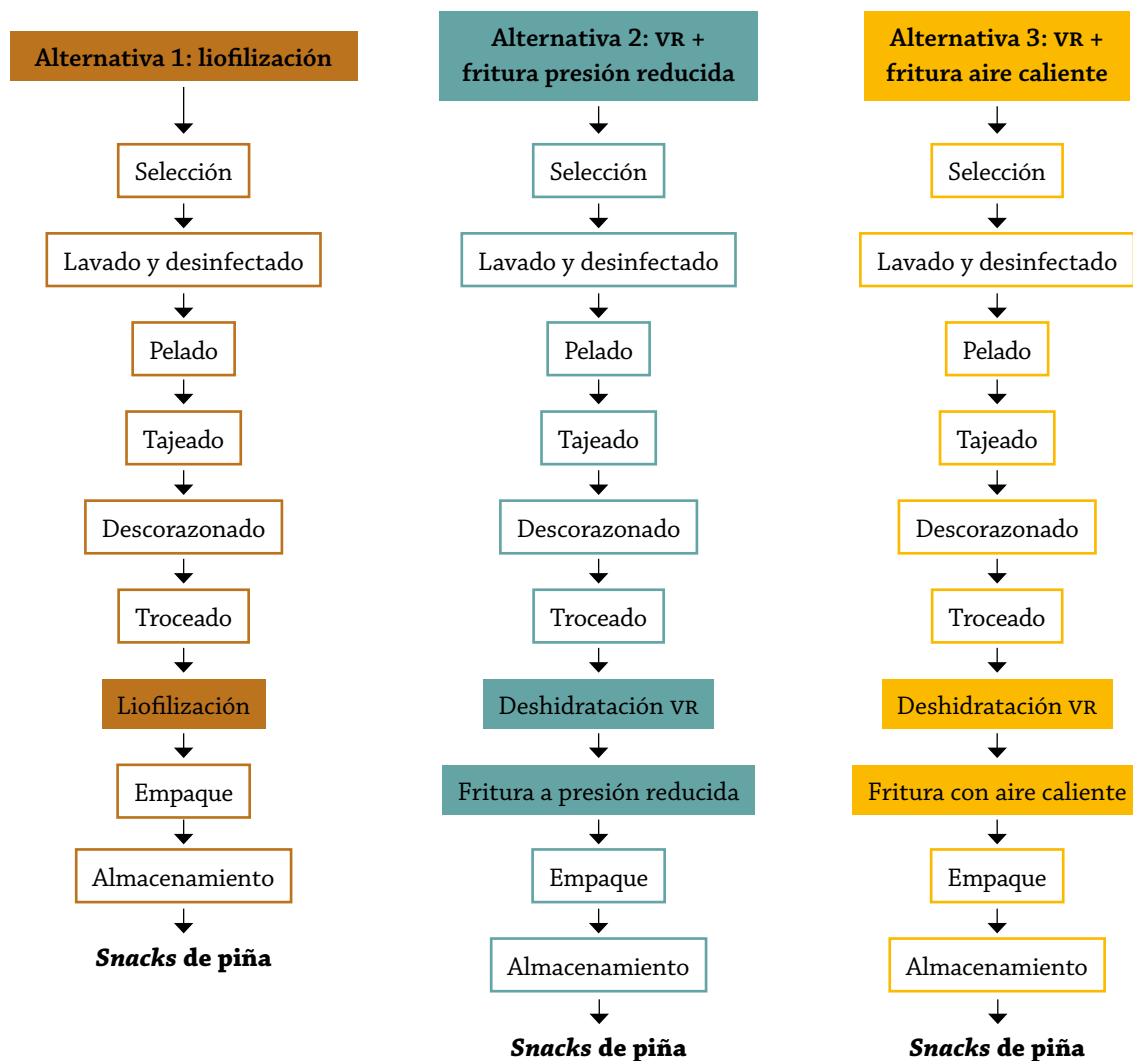 Alternativa 1: liofilización
Selección
Lavado y desinfectado
Pelado
Tajeado
Descorazonado
Troceado
Liofilización
Empaque
Almacenamiento
Snacks de piña
Alternativa 2: VR +
fritura presión reducida
Selección
Lavado y desinfectado
Pelado
Tajeado
Descorazonado
Troceado
Deshidratación VR
Fritura a presión reducida
Empaque
Almacenamiento
Snacks de piña
Alternativa 3: VR +
fritura aire caliente
Selección
Lavado y desinfectado
Pelado
Tajeado
Descorazonado
Troceado
Deshidratación VR
Fritura con aire caliente
Empaque
Almacenamiento
Snacks de piña